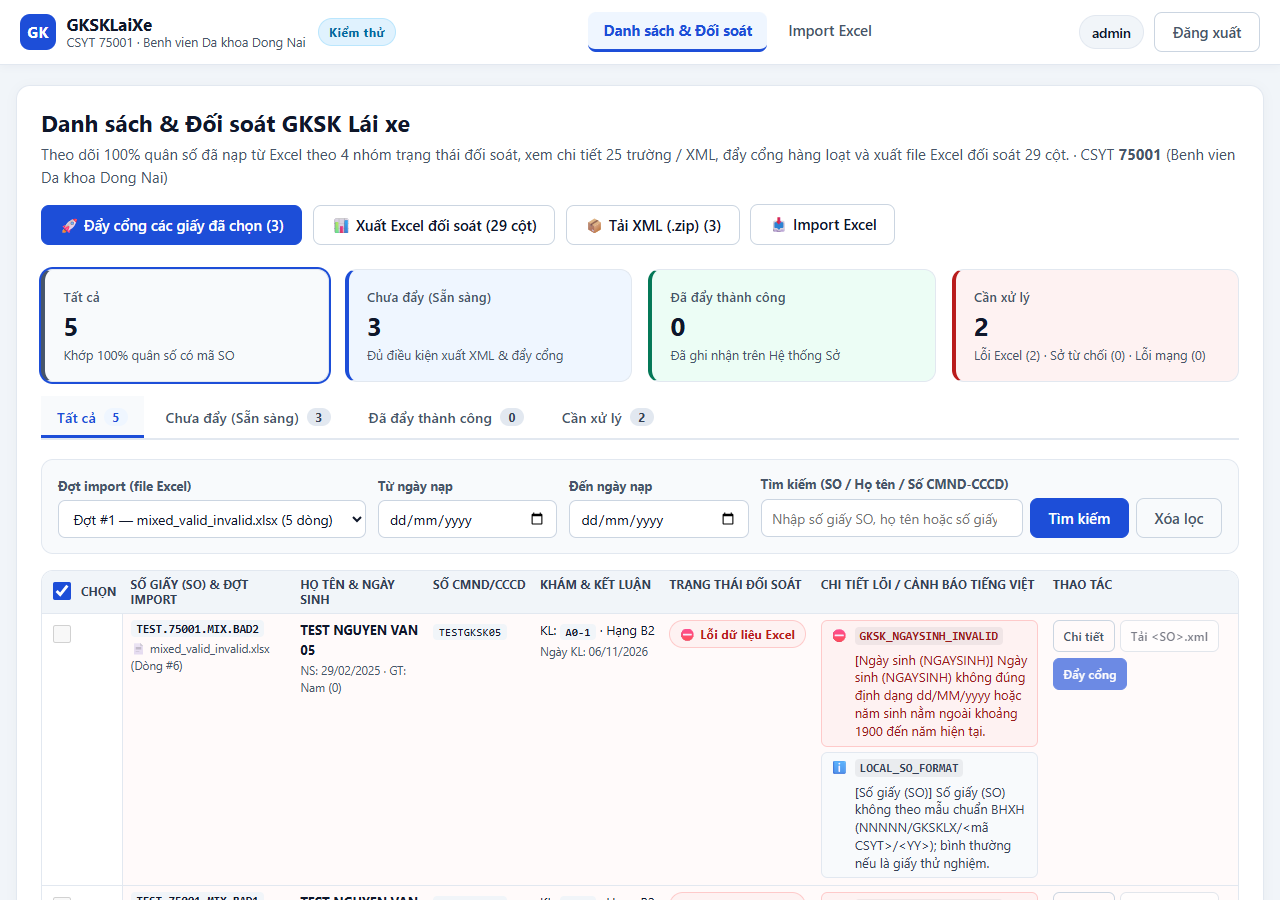 GK
GKSKLaiXe
CSYT 75001 · Benh vien Da khoa Dong Nai
Kiểm thử
Danh sách & Đối soát
Import Excel
admin
Đăng xuất
Danh sách & Đối soát GKSK Lái xe
Theo dõi 100% quân số đã nạp từ Excel theo 4 nhóm trạng thái đối soát, xem chi tiết 25 trường / XML, đẩy cổng hàng loạt và xuất file Excel đối soát 29 cột. · CSYT 75001 (Benh vien
Da khoa Dong Nai)
🚀 Đẩy cổng các giấy đã chọn (3)
📊 Xuất Excel đối soát (29 cột)
📦 Tải XML (.zip) (3)
📥 Import Excel
Tất cả
5
Khớp 100% quân số có mã SO
Chưa đẩy (Sẵn sàng)
3
Đủ điều kiện xuất XML & đẩy cổng
Đã đẩy thành công
0
Đã ghi nhận trên Hệ thống Sở
Cần xử lý
2
Lỗi Excel (2) · Sở từ chối (0) · Lỗi mạng (0)
Tất cả 5
Chưa đẩy (Sẵn sàng) 3
Đã đẩy thành công 0
Cần xử lý 2
Đợt import (file Excel)
Đợt #1 — mixed_valid_invalid.xlsx (5 dòng)
Từ ngày nạp
dd/mm/yyyy
Đến ngày nạp
dd/mm/yyyy
Tìm kiếm (SO / Họ tên / Số CMND-CCCD)
Nhập số giấy SO, họ tên hoặc số giấy
Tìm kiếm
Xóa lọc
CHỌN
SỐ GIẤY (SO) & ĐỢT
IMPORT
HỌ TÊN & NGÀY
SINH
SỐ CMND/CCCD
KHÁM & KẾT LUẬN
TRẠNG THÁI ĐỐI SOÁT
CHI TIẾT LỖI / CẢNH BÁO TIẾNG VIỆT
THAO TÁC
TEST.75001.MIX.BAD2
mixed_valid_invalid.xlsx
(Dòng #6)
TEST NGUYEN VAN
05
NS: 29/02/2025 · GT:
Nam (0)
TESTGKSK05
KL: A0-1 · Hạng B2
Ngày KL: 06/11/2026
⛔ Lỗi dữ liệu Excel
⛔ GKSK_NGAYSINH_INVALID
[Ngày sinh (NGAYSINH)] Ngày
sinh (NGAYSINH) không đúng
định dạng dd/MM/yyyy hoặc
năm sinh nằm ngoài khoảng
1900 đến năm hiện tại.
ℹ️ LOCAL_SO_FORMAT
[Số giấy (SO)] Số giấy (SO)
không theo mẫu chuẩn BHXH
(NNNNN/GKSKLX/<mã
CSYT>/<YY>); bình thường
nếu là giấy thử nghiệm.
Chi tiết
Tải <SO>.xml
Đẩy cổng
TEST.75001.MIX.BAD1
TEST NGUYEN VAN